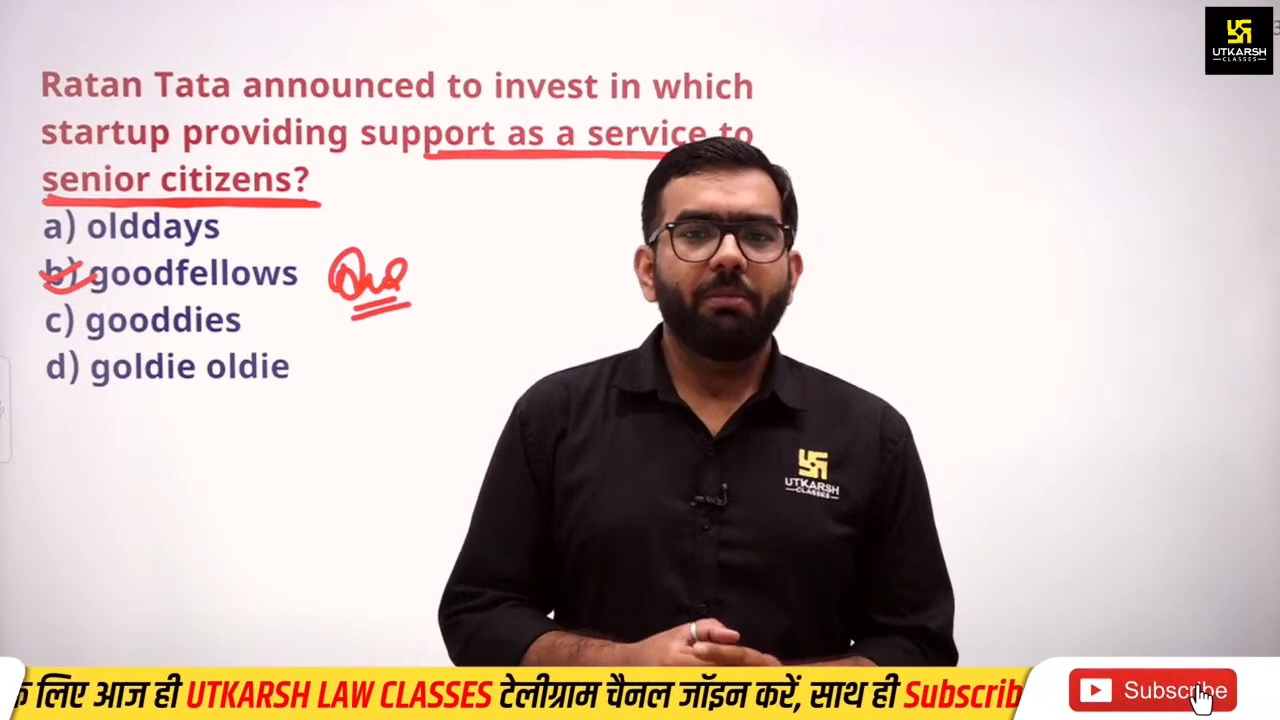 UTKARSH
CLASSES
Ratan Tata announced to invest in which
startup providing support as a service to
senior citizens?
a) olddays
b) goodfellows
c) gooddies
d) goldie oldie
UTKARSH
CLASSES
लिए आज ही UTKARSH LAW CLASSES टेलीग्राम चैनल जॉइन करें, साथ ही Subscrib
Subscribe